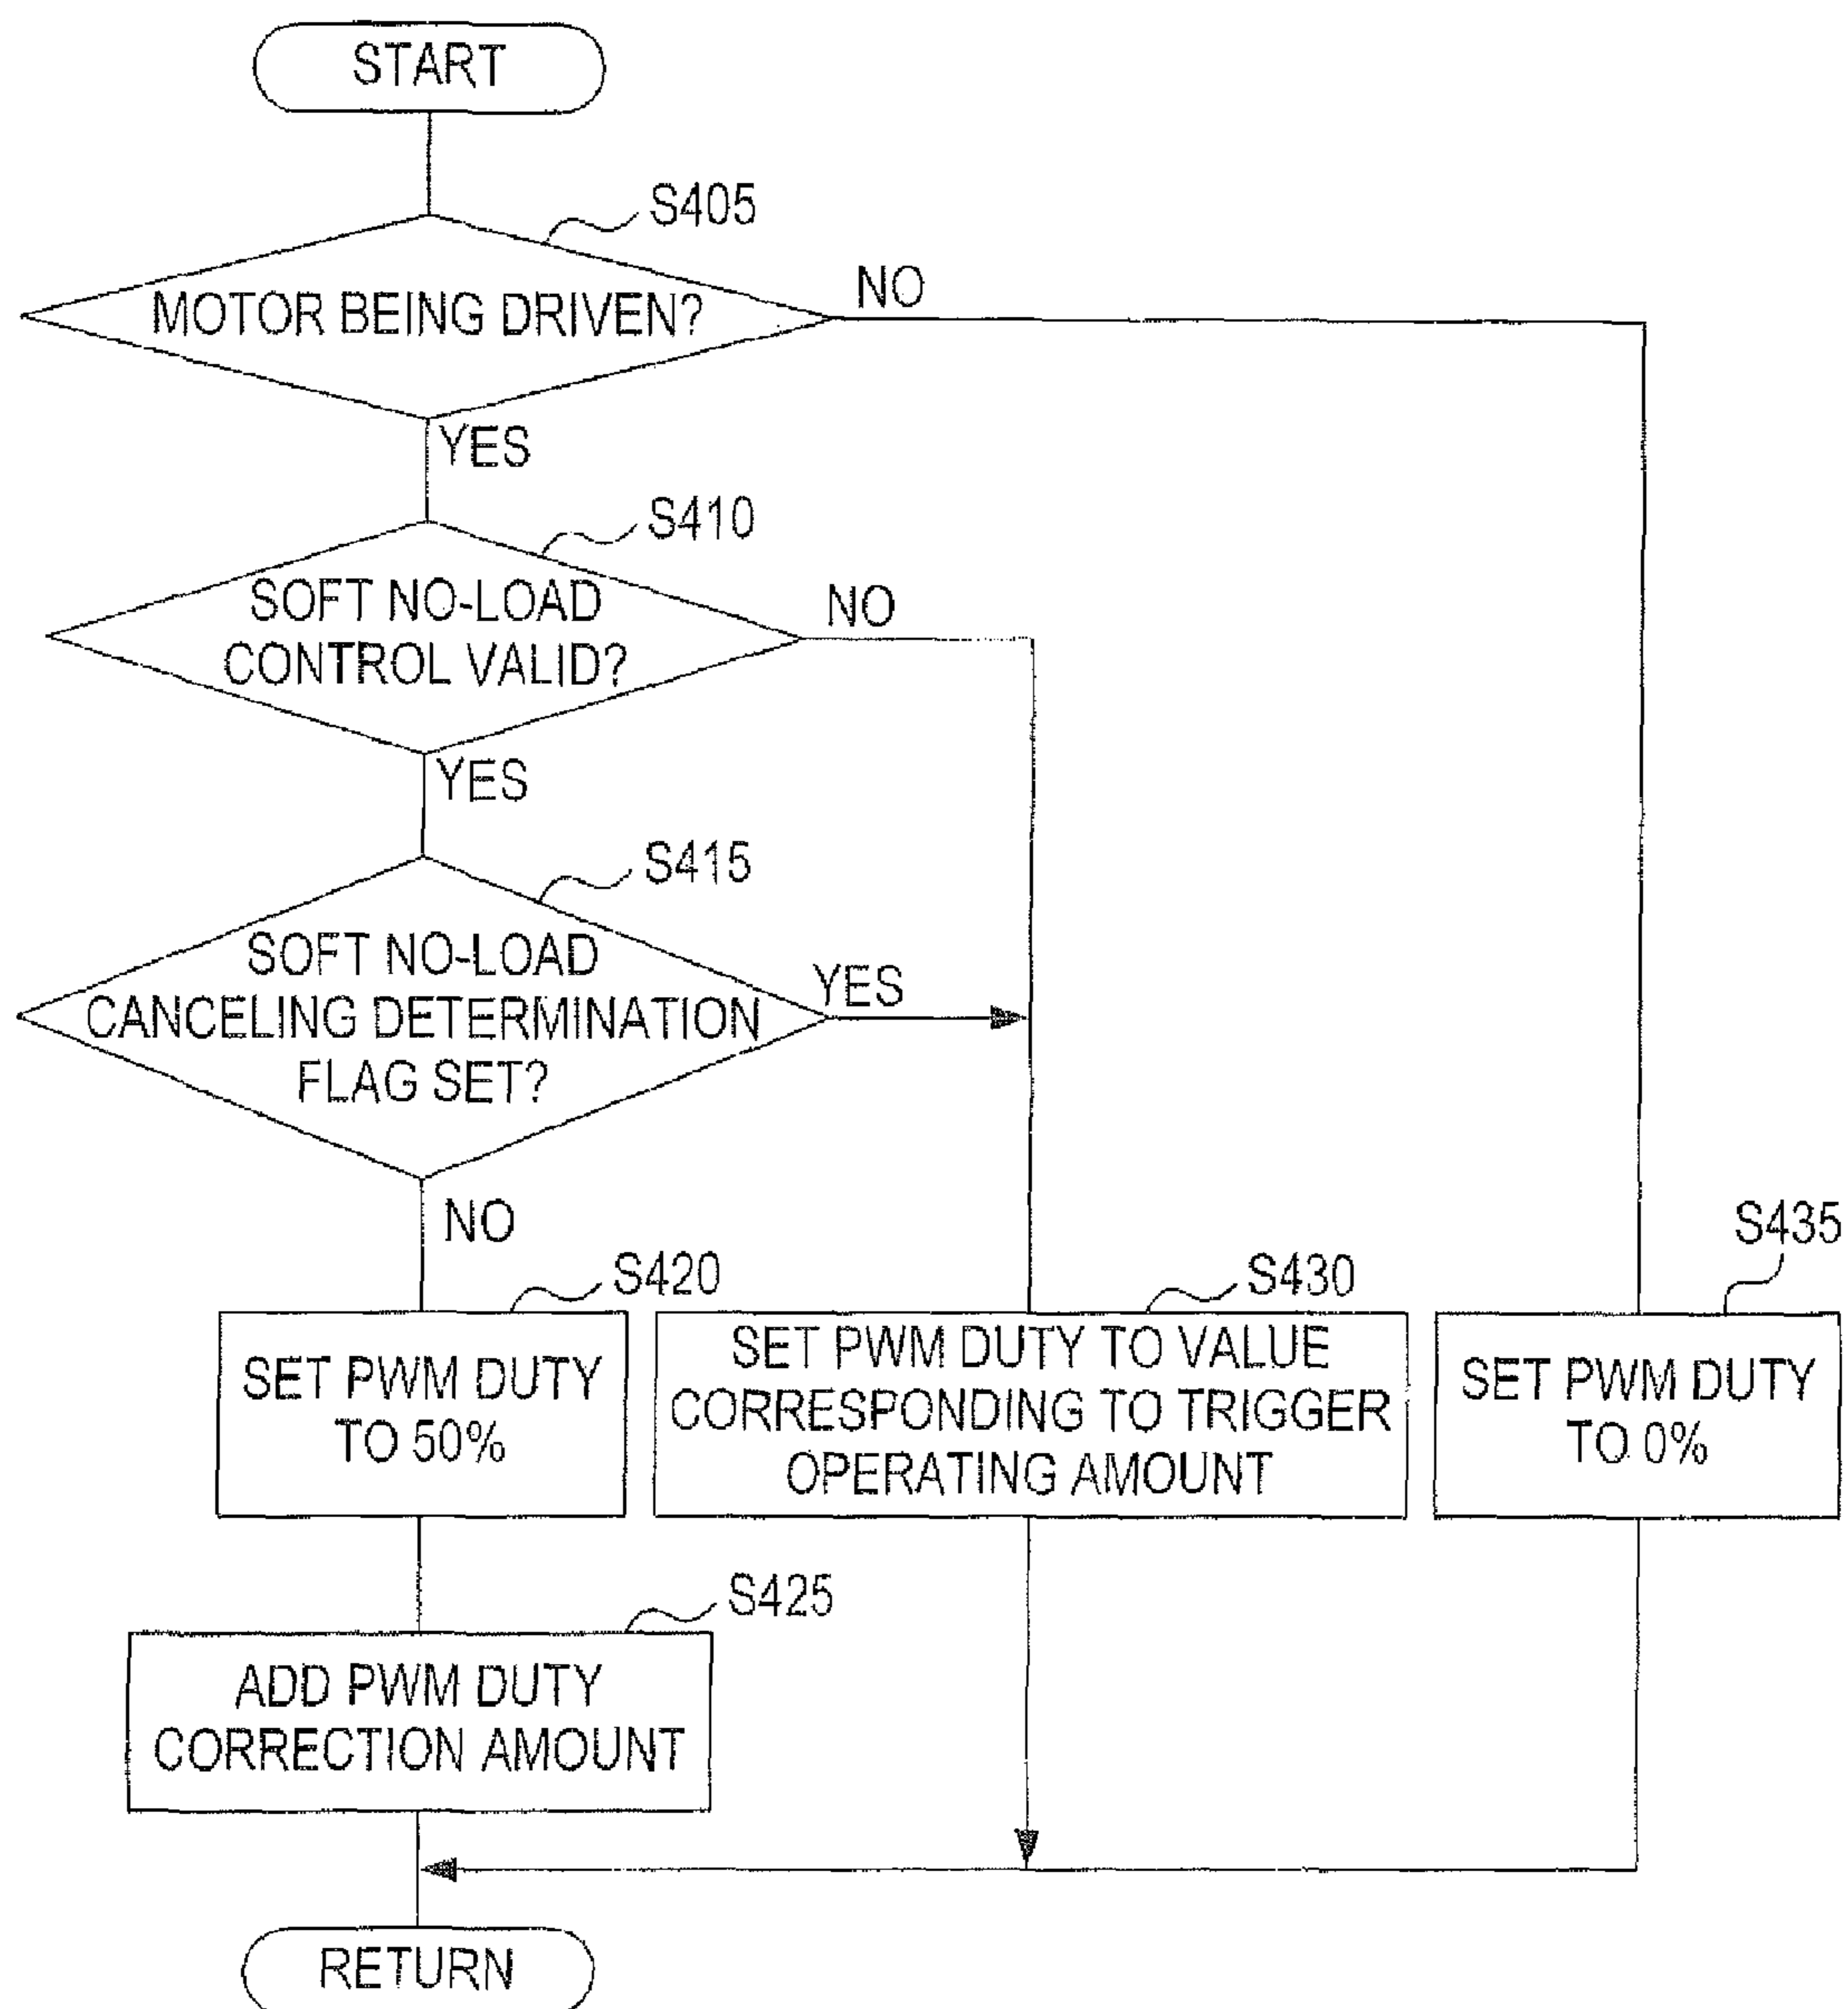 START
S405
MOTOR BEING DRIVEN?
NO
YES
S410
SOFT NO-LOAD
CONTROL VALID?
NO
YES
S415
SOFT NO-LOAD
CANCELING DETERMINATION
FLAG SET?
YES
NO
S420
SET PWM DUTY
TO 50%
S430
SET PWM DUTY TO VALUE
CORRESPONDING TO TRIGGER
OPERATING AMOUNT
S435
SET PWM DUTY
TO 0%
S425
ADD PWM DUTY
CORRECTION AMOUNT
RETURN